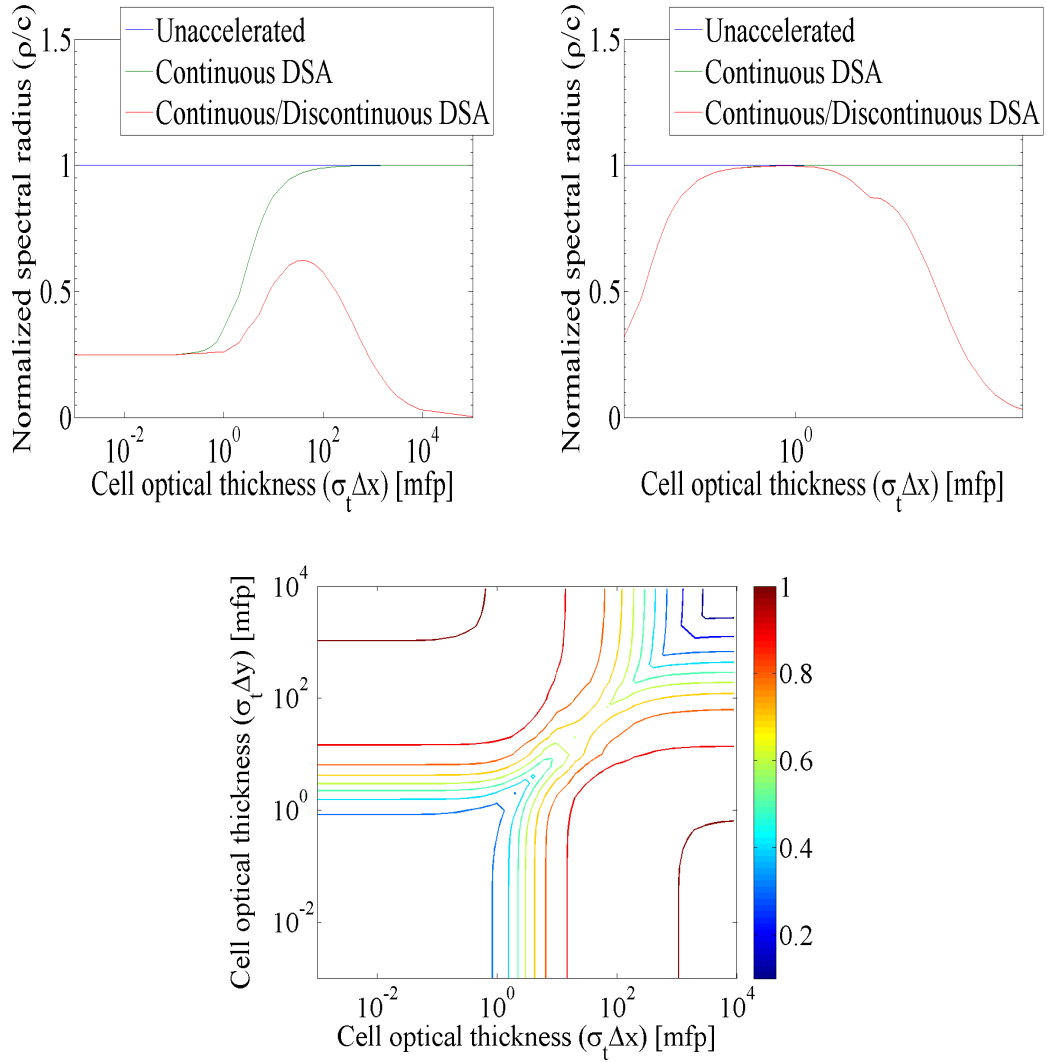 Unaccelerated
Continuous DSA
Continuous/Discontinuous DSA
Normalized spectral radius (ρ/c)
1.5
1
0.5
0
10^-2
10^0
10^2
10^4
Cell optical thickness (σ_tΔx) [mfp]
Unaccelerated
Continuous DSA
Continuous/Discontinuous DSA
Normalized spectral radius (ρ/c)
1.5
1
0.5
0
10^0
Cell optical thickness (σ_tΔx) [mfp]
Cell optical thickness (σ_tΔy) [mfp]
10^4
10^2
10^0
10^-2
10^-2
10^0
10^2
10^4
Cell optical thickness (σ_tΔx) [mfp]
1
0.8
0.6
0.4
0.2